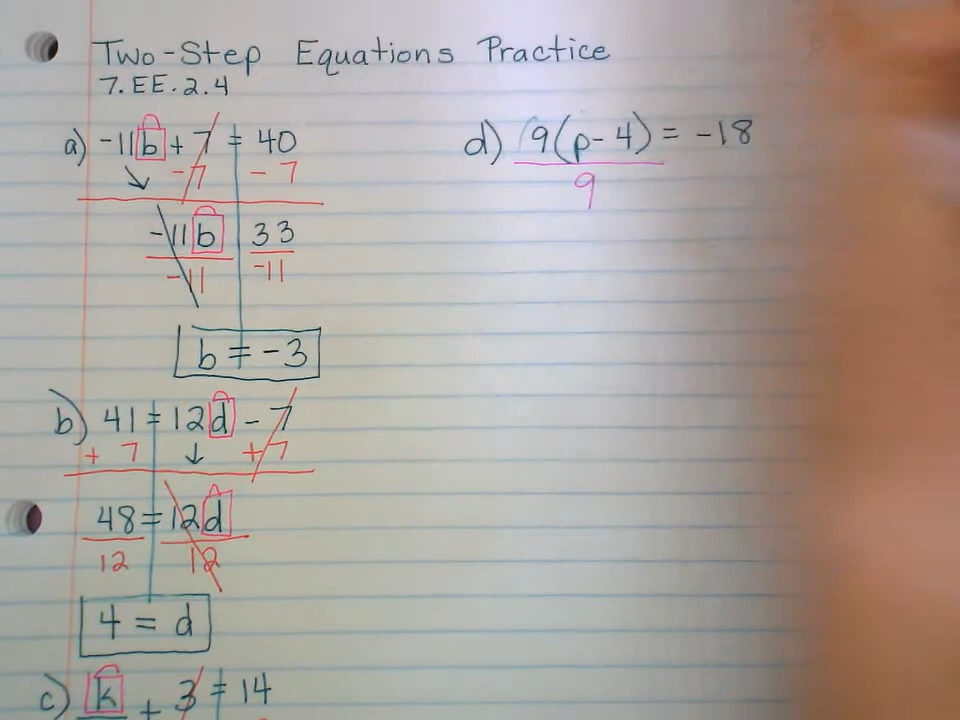 Two-Step Equations Practice
7.EE.2.4
a) -11b + 7 = 40
-7 - 7
-11b 33
-11 -11
b = -3
b) 41 = 12d - 7
+ 7 + 7
48 = 12d
12 12
4 = d
c) k + 3 = 14
d) 9(p-4) = -18
9